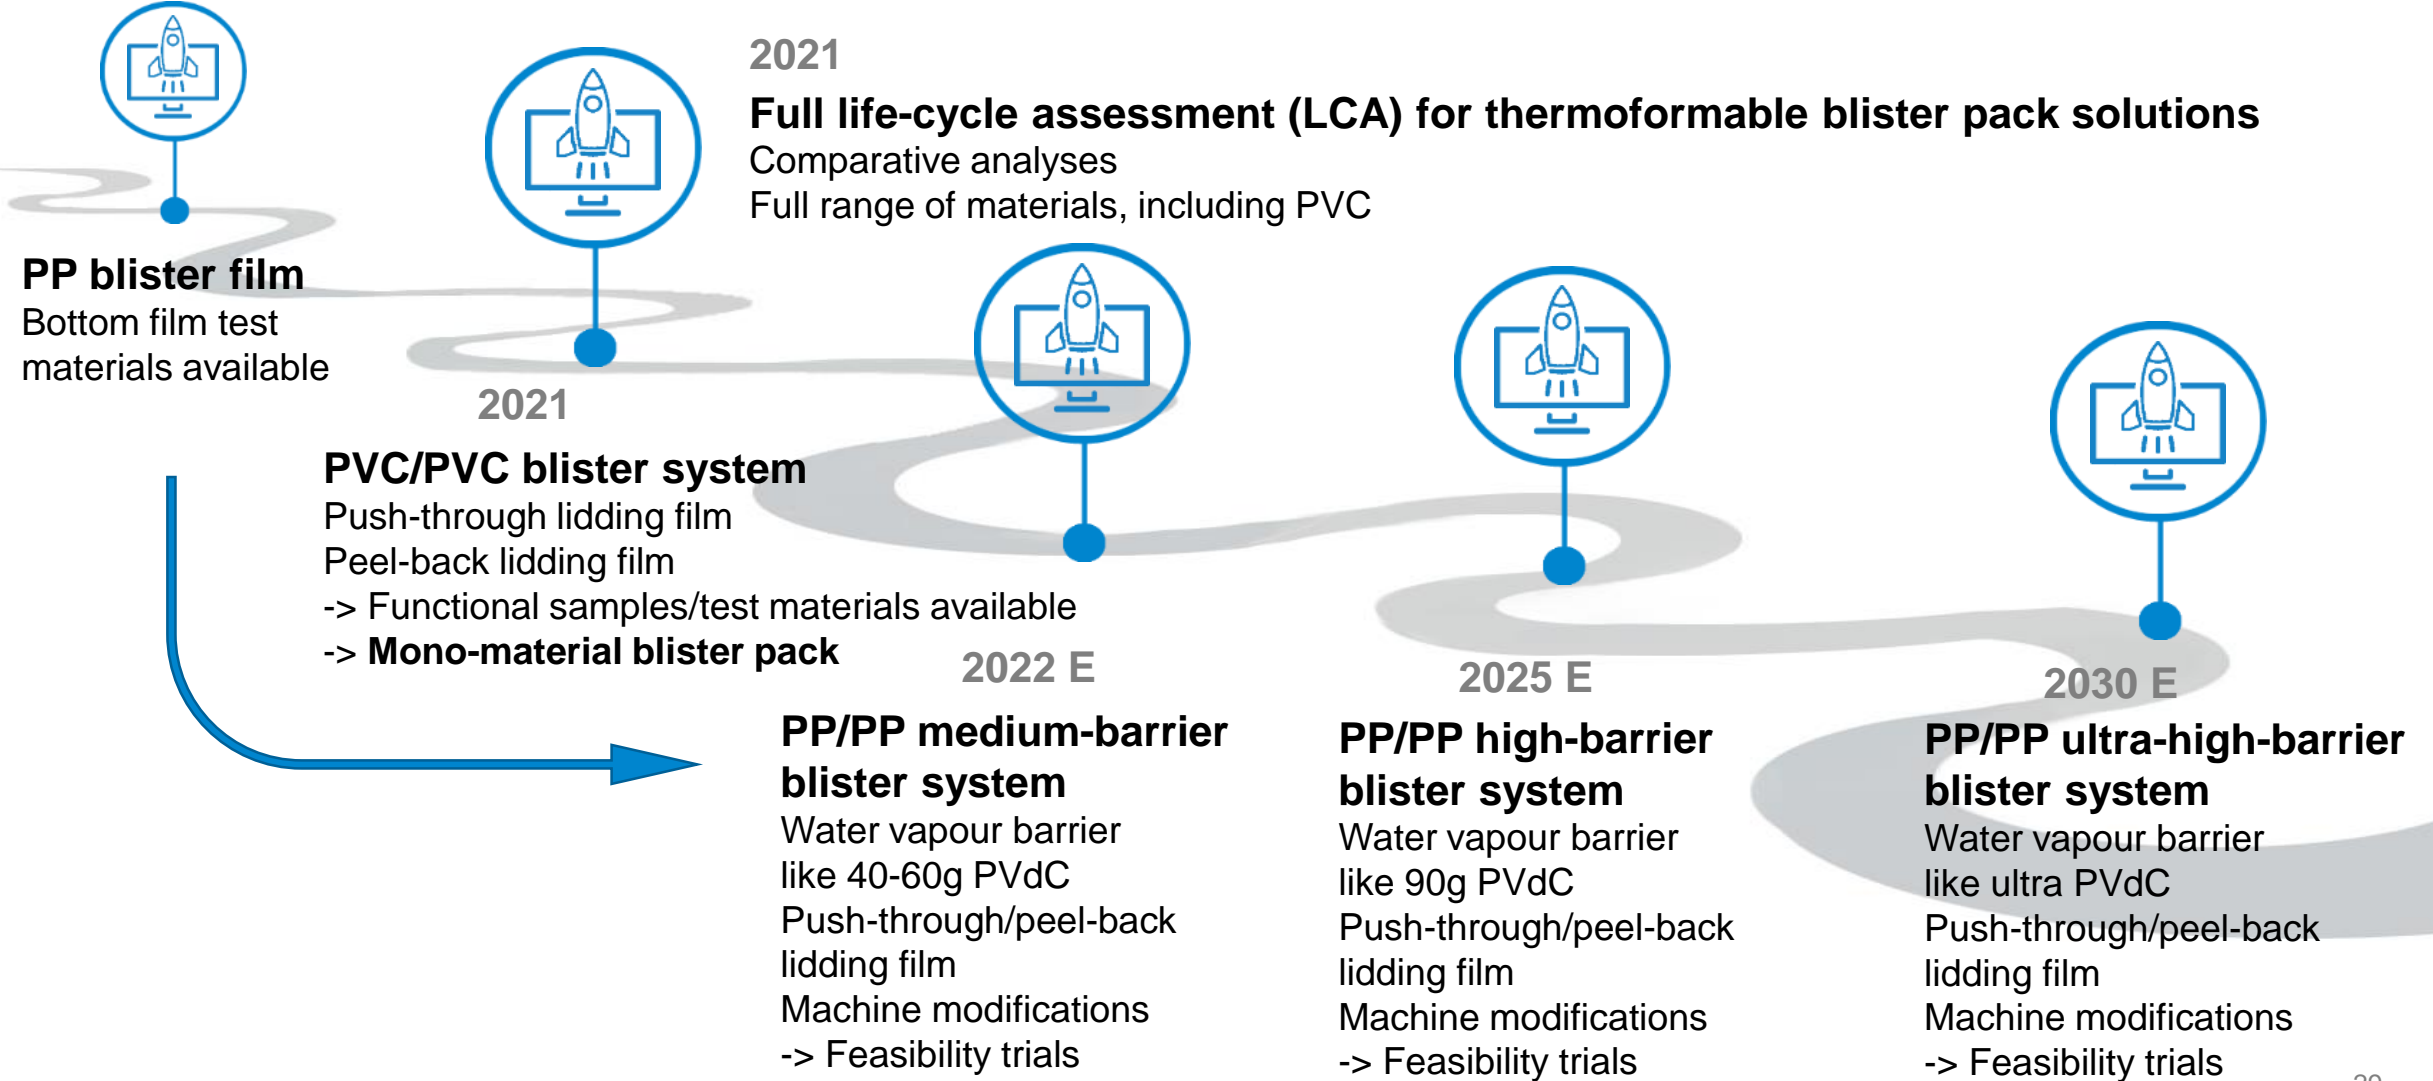 2021
Full life-cycle assessment (LCA) for thermoformable blister pack solutions
Comparative analyses
Full range of materials, including PVC
PP blister film
Bottom film test
materials available
2021
PVC/PVC blister system
Push-through lidding film
Peel-back lidding film
-> Functional samples/test materials available
-> Mono-material blister pack
2022 E
PP/PP medium-barrier
blister system
Water vapour barrier
like 40-60g PVdC
Push-through/peel-back
lidding film
Machine modifications
-> Feasibility trials
2025 E
PP/PP high-barrier
blister system
Water vapour barrier
like 90g PVdC
Push-through/peel-back
lidding film
Machine modifications
-> Feasibility trials
2030 E
PP/PP ultra-high-barrier
blister system
Water vapour barrier
like ultra PVdC
Push-through/peel-back
lidding film
Machine modifications
-> Feasibility trials